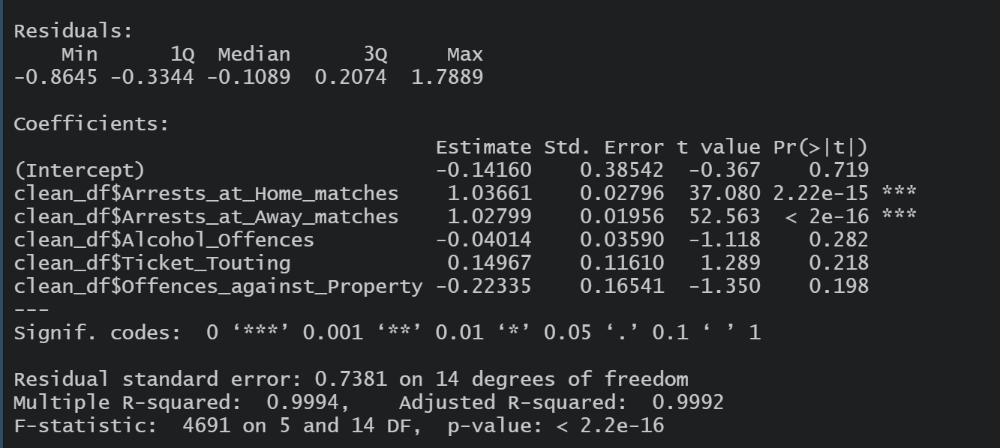 Residuals:
    Min      1Q  Median      3Q     Max
-0.8645 -0.3344 -0.1089  0.2074  1.7889

Coefficients:
                                   Estimate Std. Error t value Pr(>|t|)
(Intercept)                        -0.14160    0.38542  -0.367    0.719
clean_df$Arrests_at_Home_matches    1.03661    0.02796  37.080 2.22e-15 ***
clean_df$Arrests_at_Away_matches    1.02799    0.01956  52.563  < 2e-16 ***
clean_df$Alcohol_Offences          -0.04014    0.03590  -1.118    0.282
clean_df$Ticket_Touting             0.14967    0.11610   1.289    0.218
clean_df$Offences_against_Property -0.22335    0.16541  -1.350    0.198
---
Signif. codes:  0 ‘***’ 0.001 ‘**’ 0.01 ‘*’ 0.05 ‘.’ 0.1 ‘ ’ 1

Residual standard error: 0.7381 on 14 degrees of freedom
Multiple R-squared:  0.9994,    Adjusted R-squared:  0.9992
F-statistic:  4691 on 5 and 14 DF,  p-value: < 2.2e-16